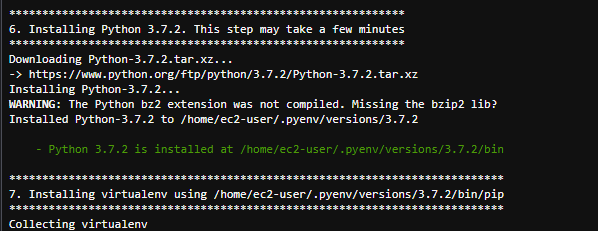 ************************************************************
6. Installing Python 3.7.2. This step may take a few minutes
************************************************************
Downloading Python-3.7.2.tar.xz...
-> https://www.python.org/ftp/python/3.7.2/Python-3.7.2.tar.xz
Installing Python-3.7.2...
WARNING: The Python bz2 extension was not compiled. Missing the bzip2 lib?
Installed Python-3.7.2 to /home/ec2-user/.pyenv/versions/3.7.2
- Python 3.7.2 is installed at /home/ec2-user/.pyenv/versions/3.7.2/bin
***************************************************************************
7. Installing virtualenv using /home/ec2-user/.pyenv/versions/3.7.2/bin/pip
***************************************************************************
Collecting virtualenv